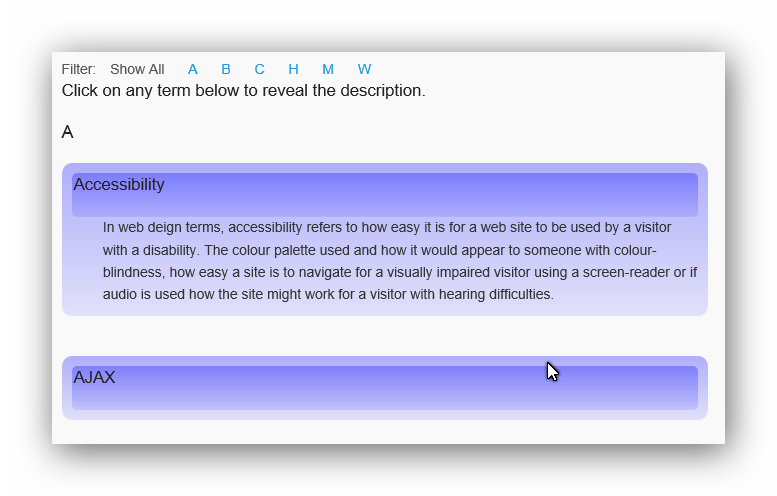 Filter: Show All A B C H M W
Click on any term below to reveal the description.
A
Accessibility
In web deign terms, accessibility refers to how easy it is for a web site to be used by a visitor
with a disability. The colour palette used and how it would appear to someone with colour-
blindness, how easy a site is to navigate for a visually impaired visitor using a screen-reader or if
audio is used how the site might work for a visitor with hearing difficulties.
AJAX